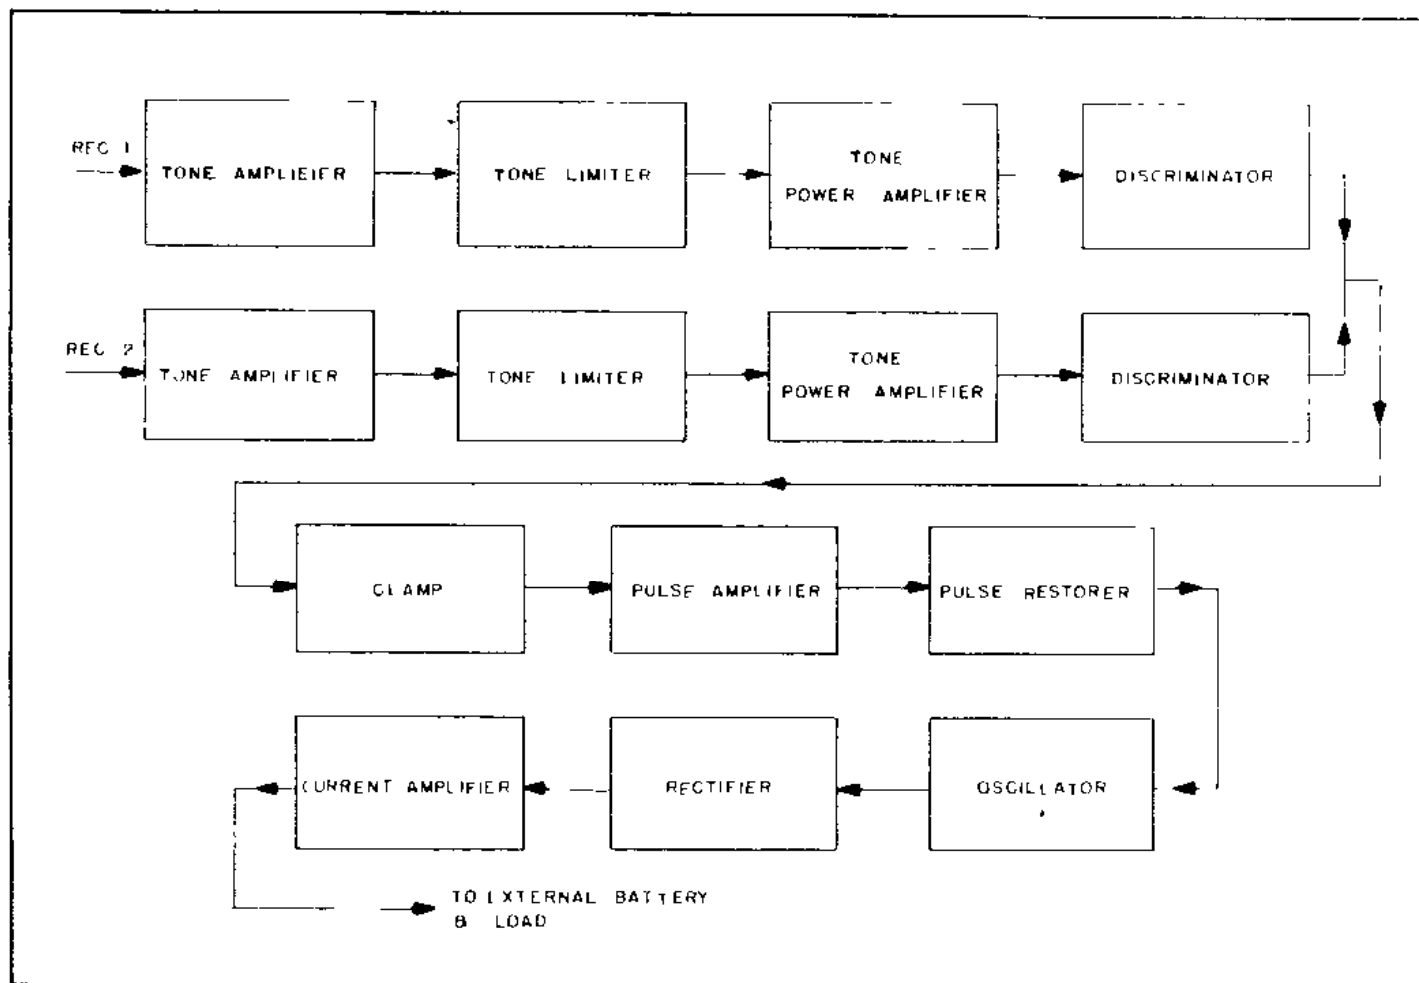 REC 1
TONE AMPLIFIER
TONE LIMITER
TONE
POWER AMPLIFIER
DISCRIMINATOR
REC 2
TONE AMPLIFIER
TONE LIMITER
TONE
POWER AMPLIFIER
DISCRIMINATOR
CLAMP
PULSE AMPLIFIER
PULSE RESTORER
CURRENT AMPLIFIER
RECTIFIER
OSCILLATOR
TO EXTERNAL BATTERY
& LOAD